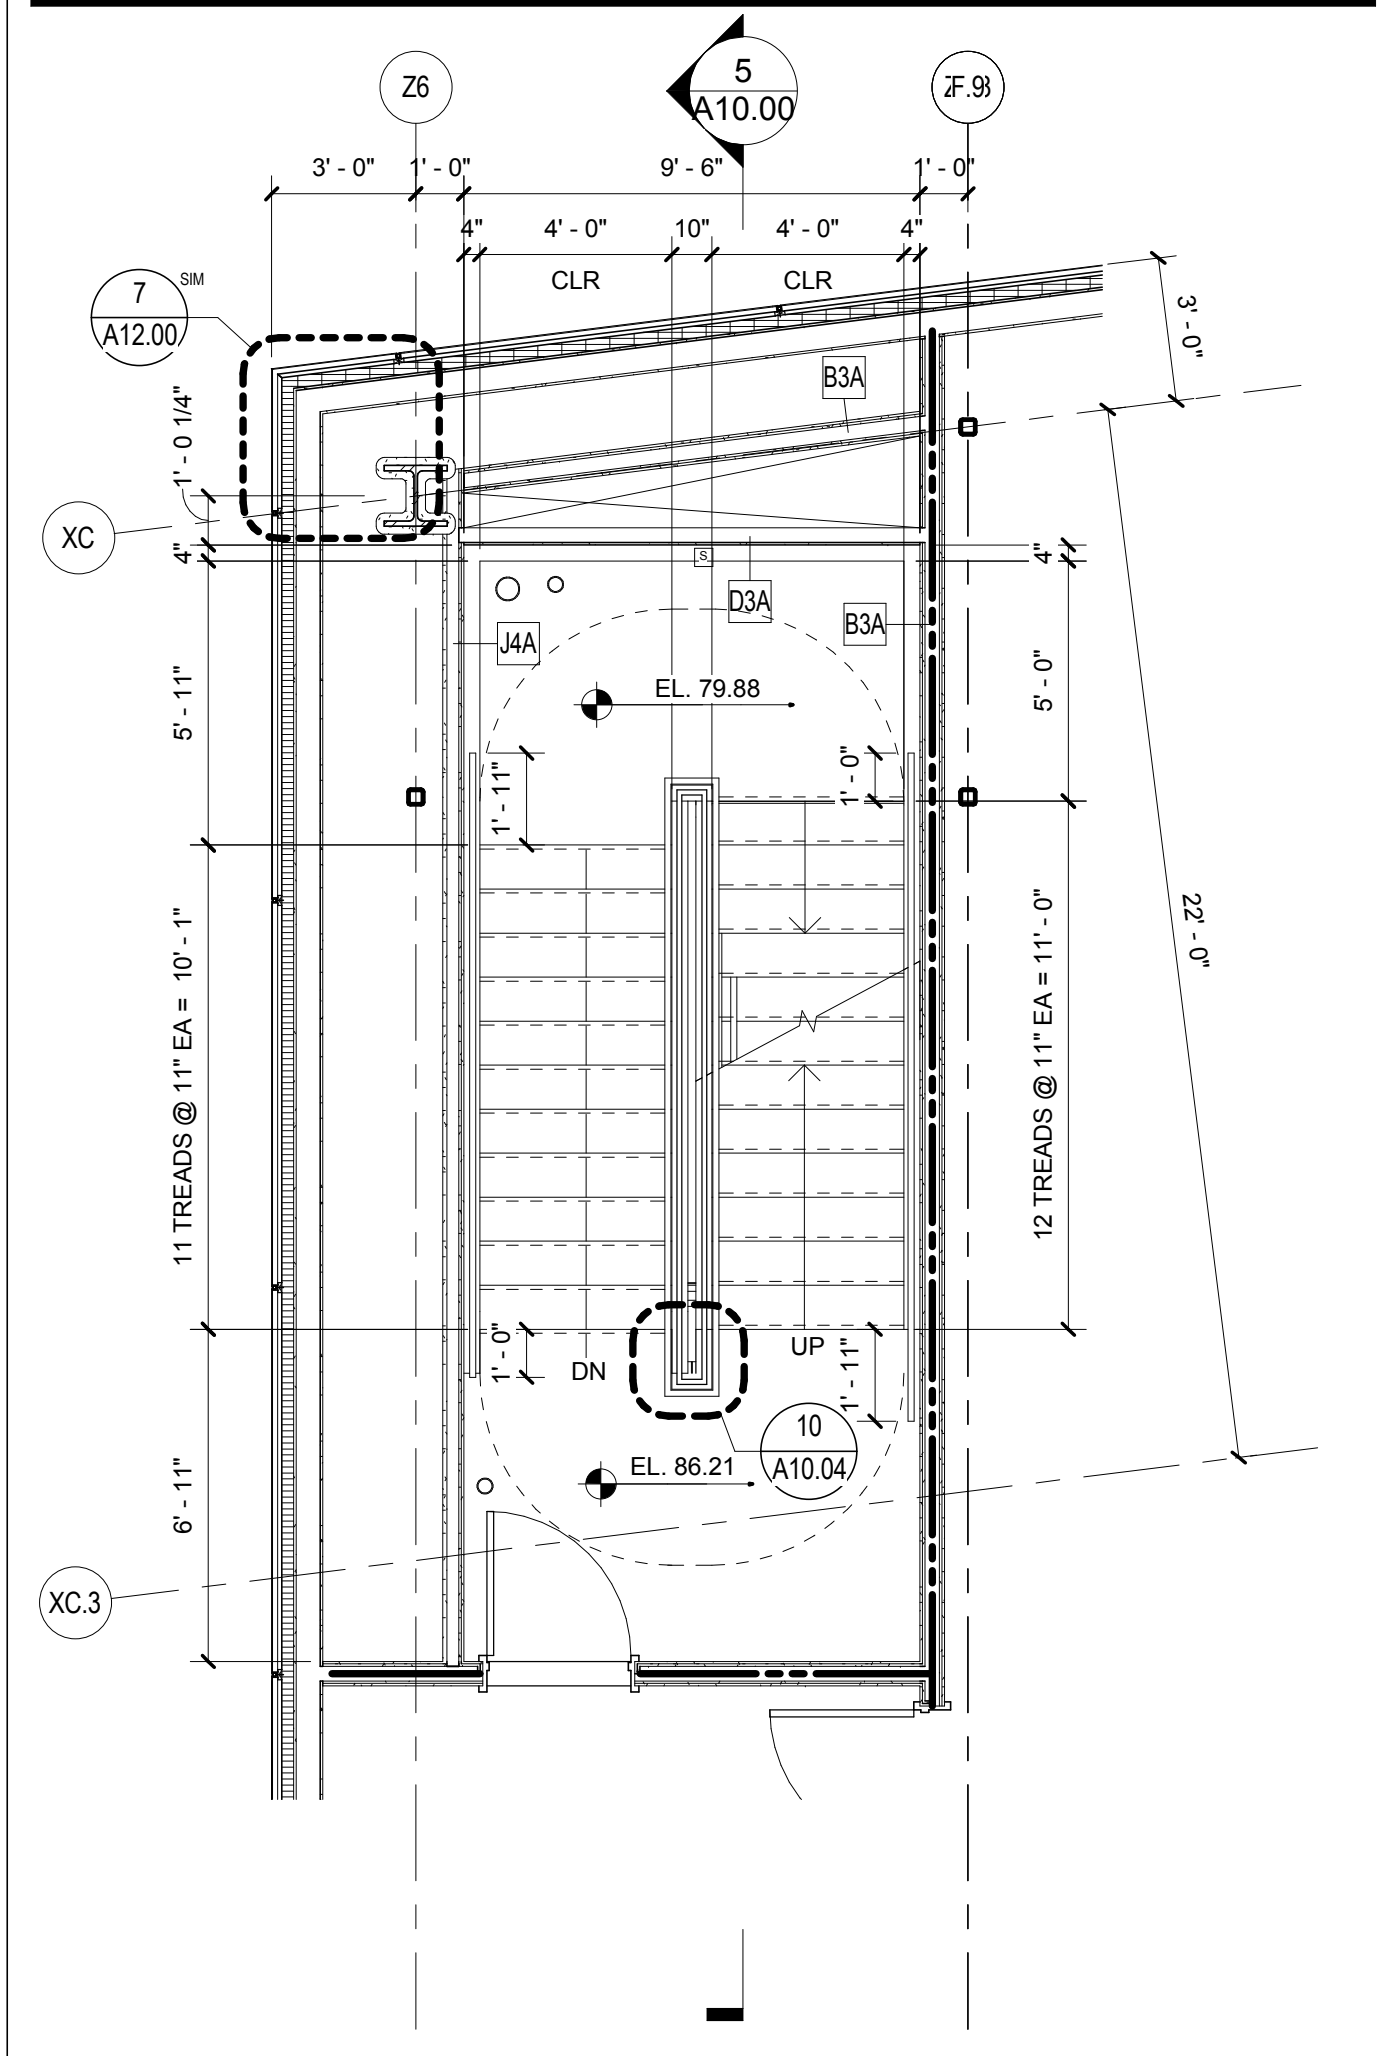 Z6
5
A10.00
3' - 0"
1' - 0"
9' - 6"
1' - 0"
4"
4' - 0"
10"
4' - 0"
4"
CLR
CLR
7
SIM
A12.00
3' - 0"
B3A
1' - 0 1/4"
XC
4"
S
4"
D3A
J4A
B3A
5' - 11"
EL. 79.88
5' - 0"
1' - 11"
1' - 0"
22' - 0"
11 TREADS @ 11" EA = 10' - 1"
12 TREADS @ 11" EA = 11' - 0"
1' - 0"
DN
UP
1' - 11"
10
A10.04
EL. 86.21
6' - 11"
XC.3